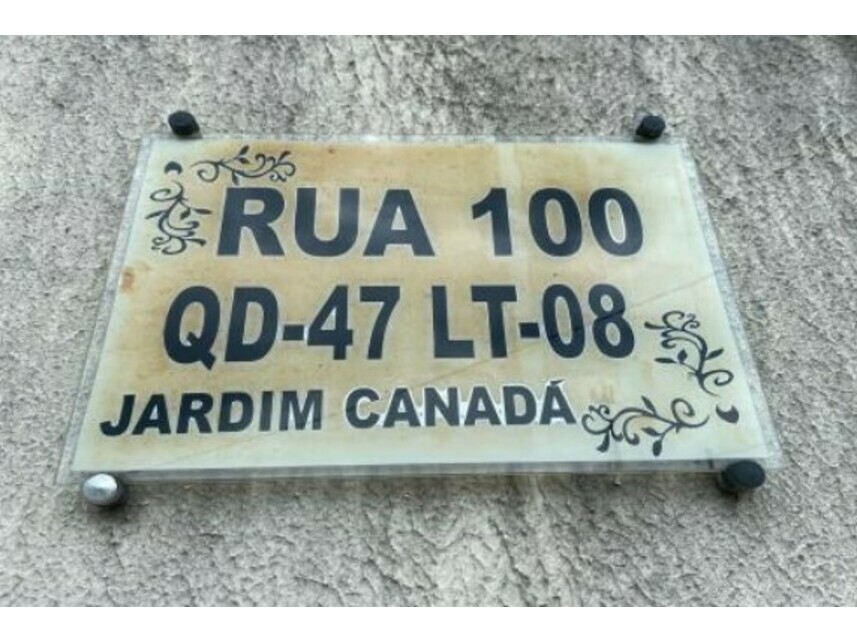 RUA 100
QD-47 LT-08
JARDIM CANADÁ